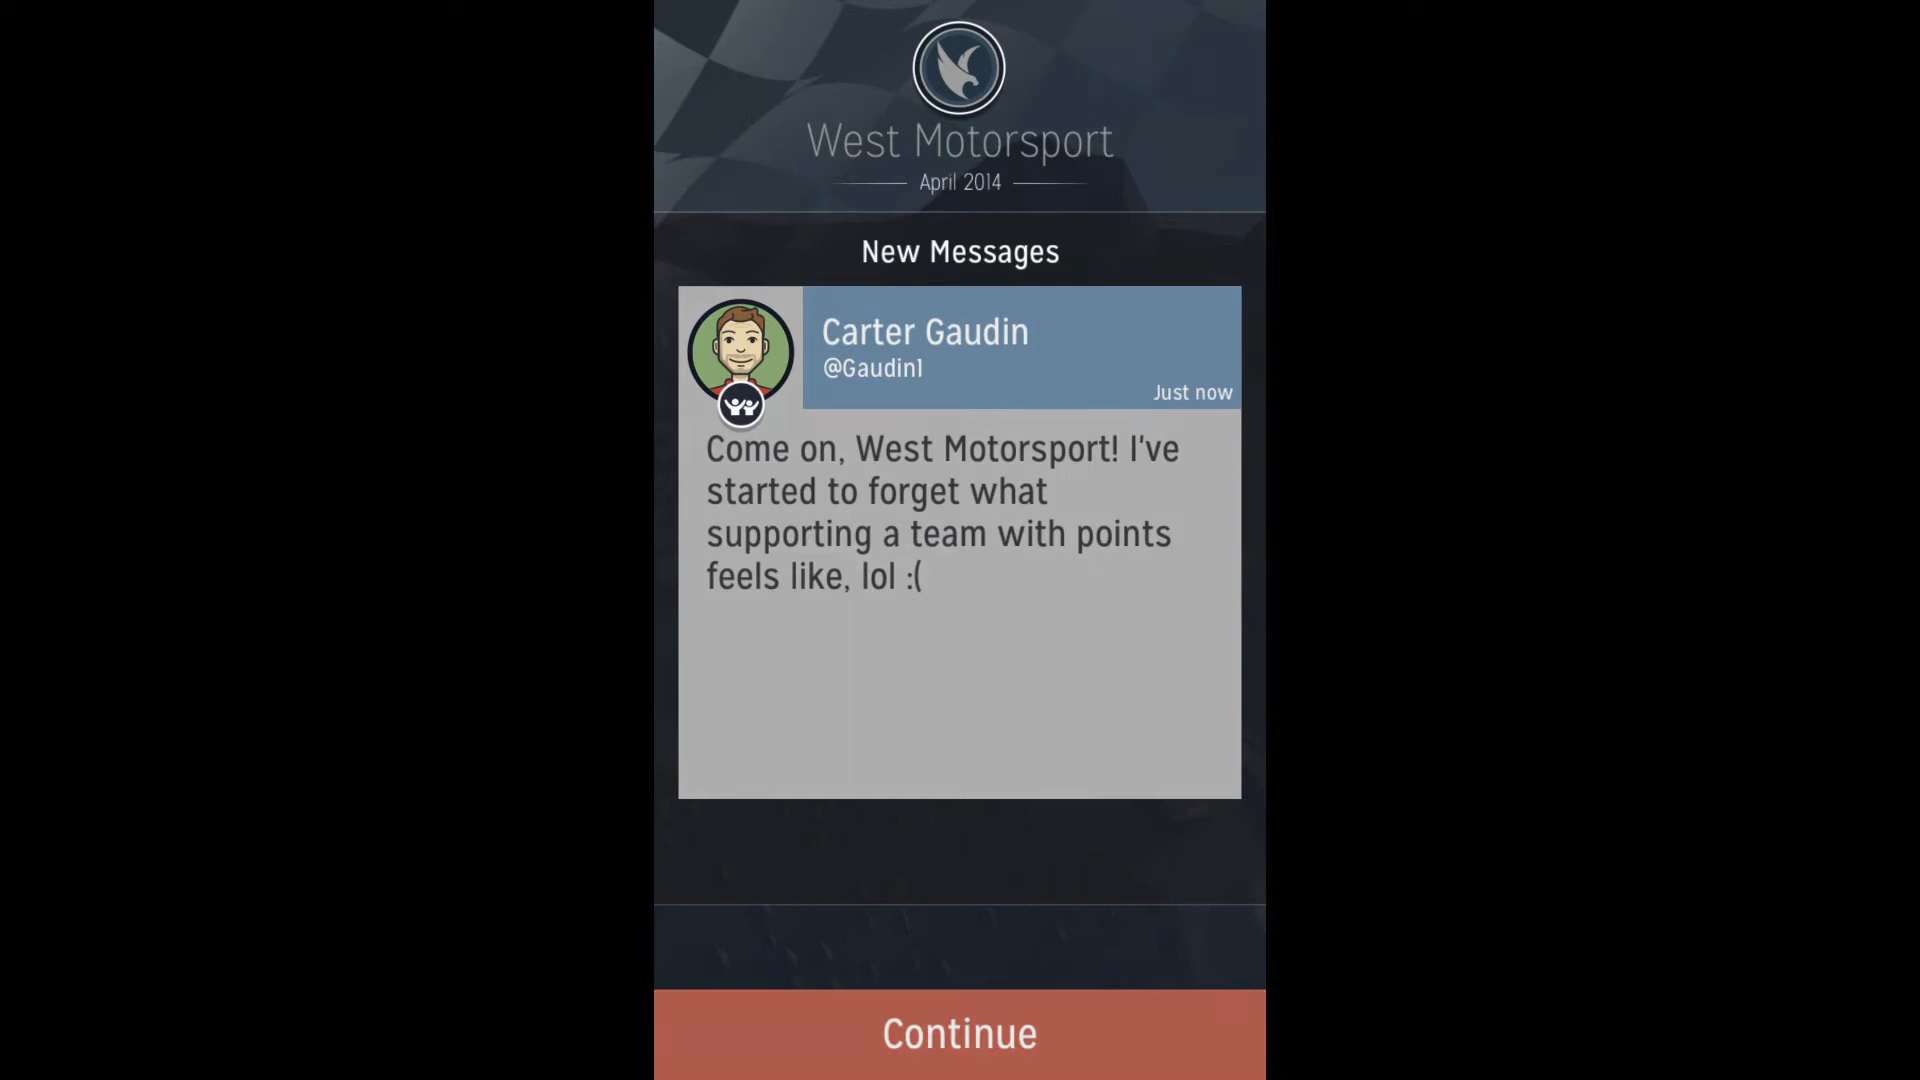 West Motorsport
April 2014
New Messages
Carter Gaudin
@Gaudin1
Just now
Come on, West Motorsport! I've
started to forget what
supporting a team with points
feels like, lol :(
Continue